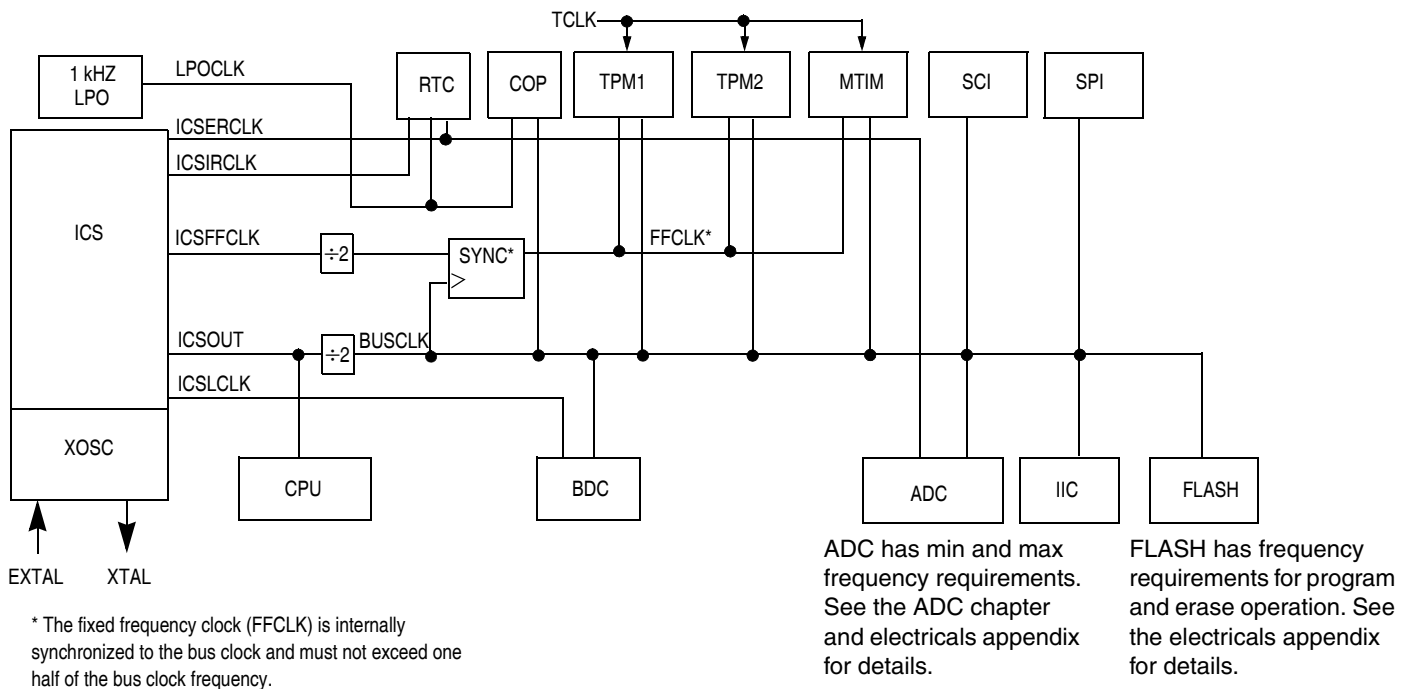 TCLK
1 kHZ
LPO
LPOCLK
RTC
COP
TPM1
TPM2
MTIM
SCI
SPI
ICSERCLK
ICSIRCLK
ICS
ICSFFCLK
÷2
SYNC*
FFCLK*
ICSOUT
÷2
BUSCLK
ICSLCLK
XOSC
CPU
BDC
ADC
IIC
FLASH
EXTAL
XTAL
ADC has min and max
frequency requirements.
See the ADC chapter
and electricals appendix
for details.
FLASH has frequency
requirements for program
and erase operation. See
the electricals appendix
for details.
* The fixed frequency clock (FFCLK) is internally
synchronized to the bus clock and must not exceed one
half of the bus clock frequency.